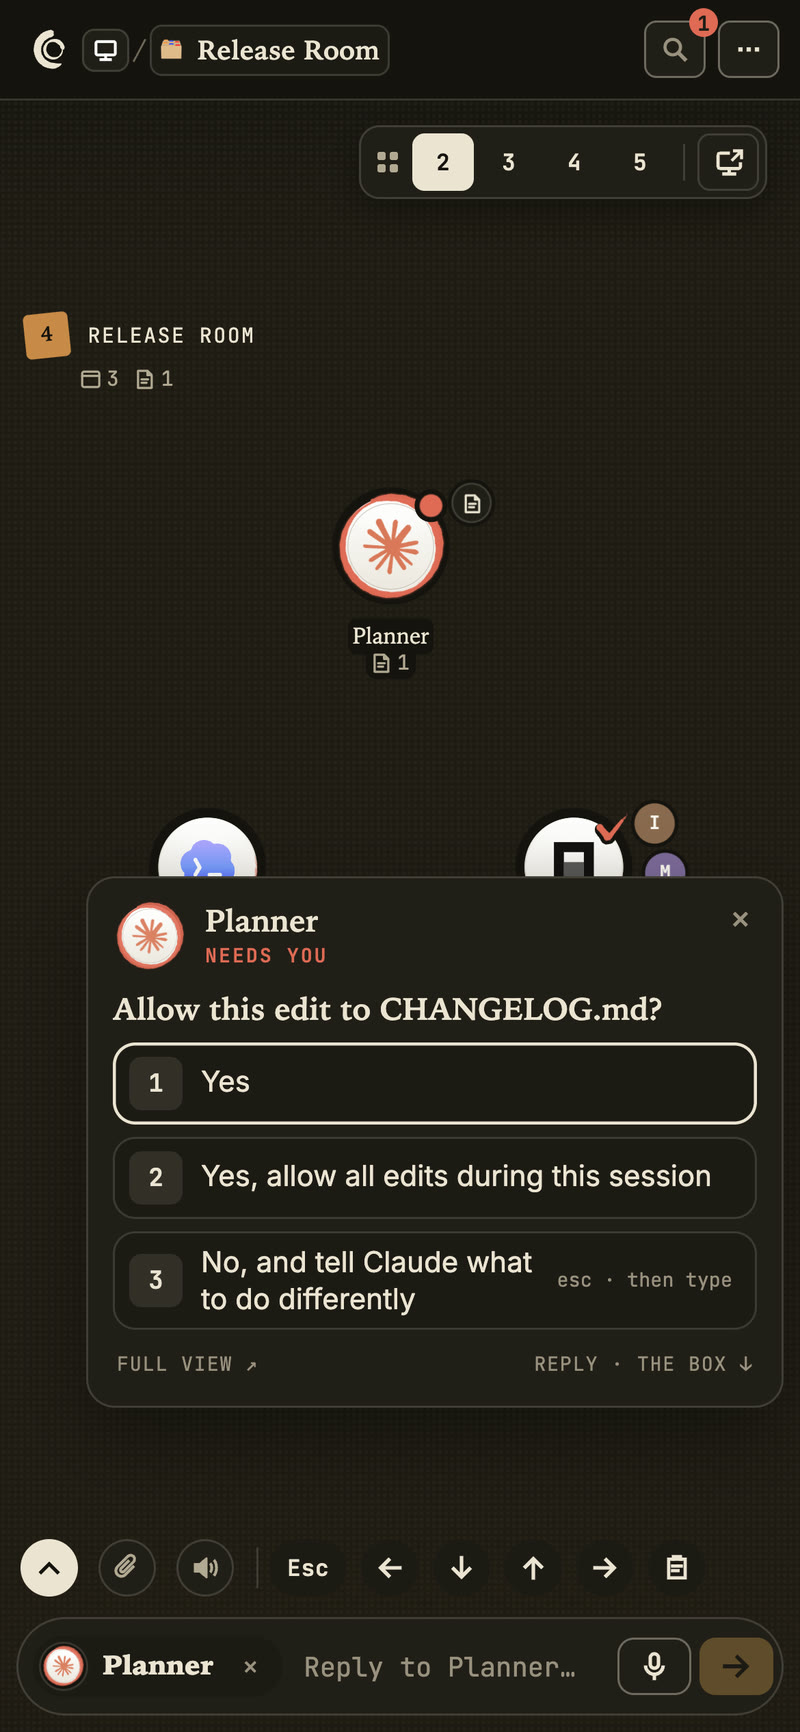 Release Room
1
2 3 4 5
4 RELEASE ROOM
3 1
Planner
1
I
M
Planner
NEEDS YOU
Allow this edit to CHANGELOG.md?
1 Yes
2 Yes, allow all edits during this session
3 No, and tell Claude what
to do differently
esc · then type
FULL VIEW ↗ REPLY · THE BOX ↓
Esc
Planner × Reply to Planner…